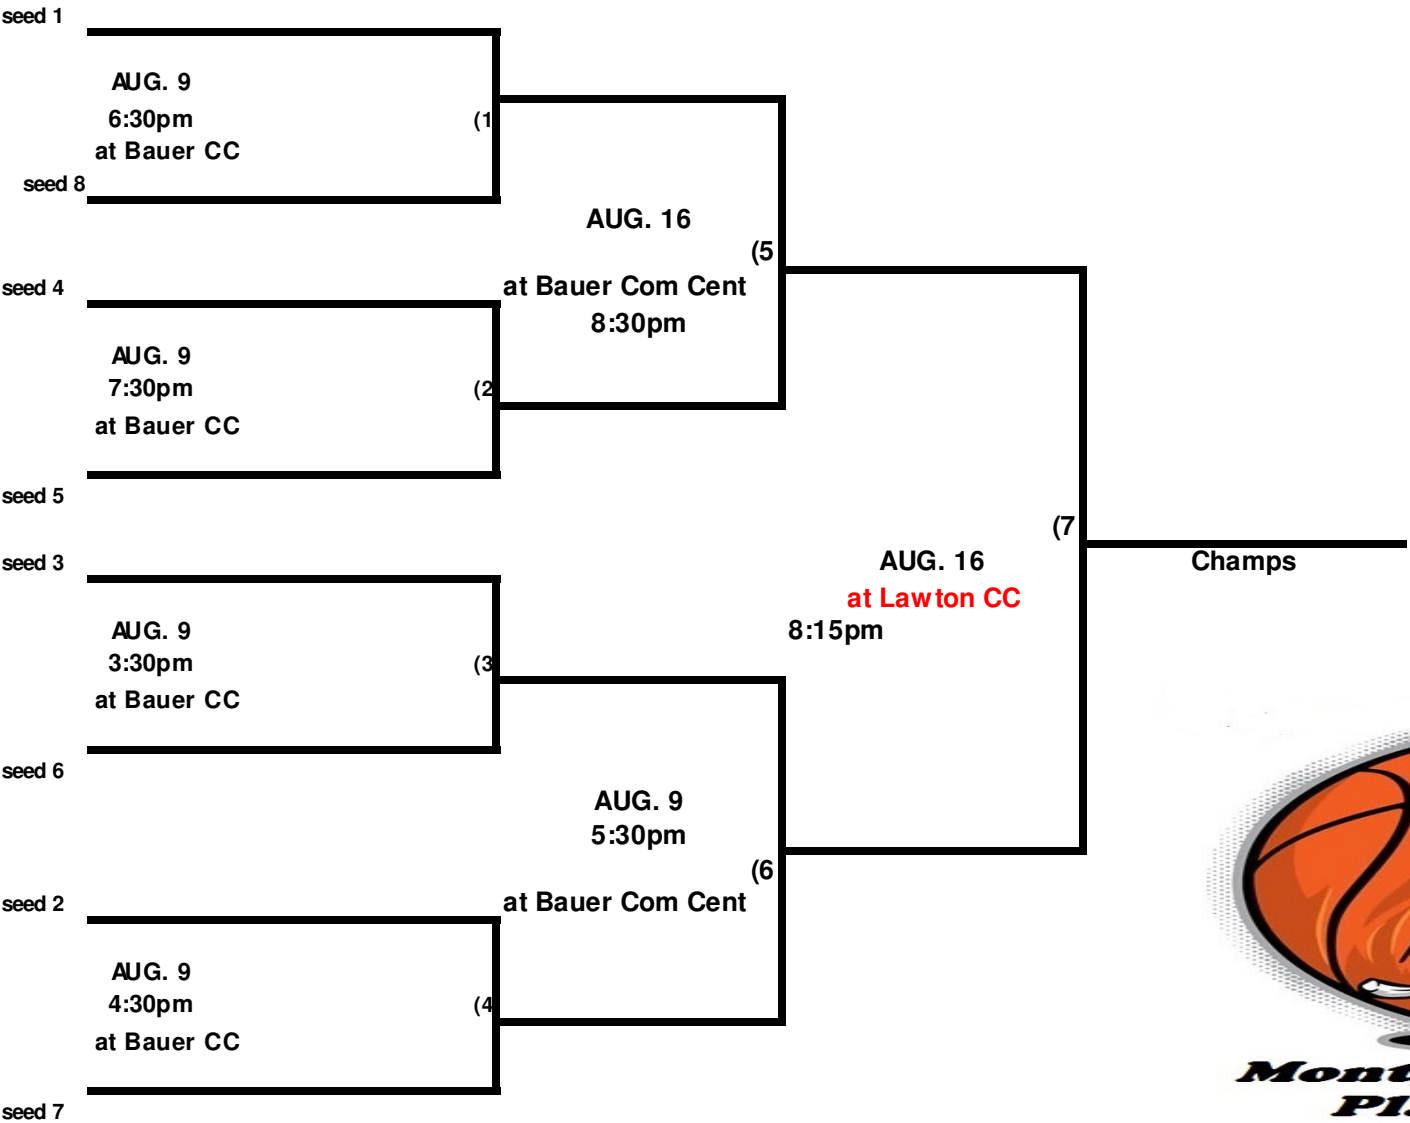 seed 1
AUG. 9
6:30pm
(1
at Bauer CC
seed 8
AUG. 16
(5
at Bauer Com Cent
8:30pm
seed 4
AUG. 9
7:30pm
(2
at Bauer CC
seed 5
seed 3
AUG. 9
3:30pm
(3
at Bauer CC
seed 6
(7
AUG. 16
at Lawton CC
8:15pm
Champs
AUG. 9
5:30pm
(6
at Bauer Com Cent
seed 2
AUG. 9
4:30pm
(4
at Bauer CC
seed 7